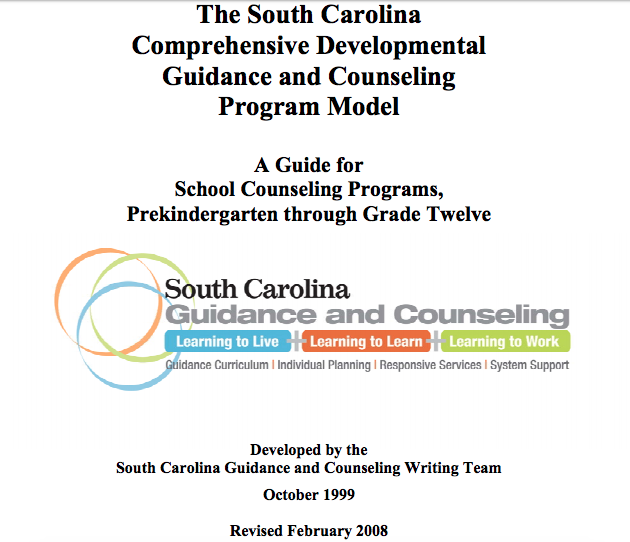 The South Carolina
Comprehensive Developmental
Guidance and Counseling
Program Model
A Guide for
School Counseling Programs,
Prekindergarten through Grade Twelve
South Carolina
Guidance and Counseling
Learning to Live + Learning to Learn + Learning to Work
Guidance Curriculum | Individual Planning | Responsive Services | System Support
Developed by the
South Carolina Guidance and Counseling Writing Team
October 1999
Revised February 2008